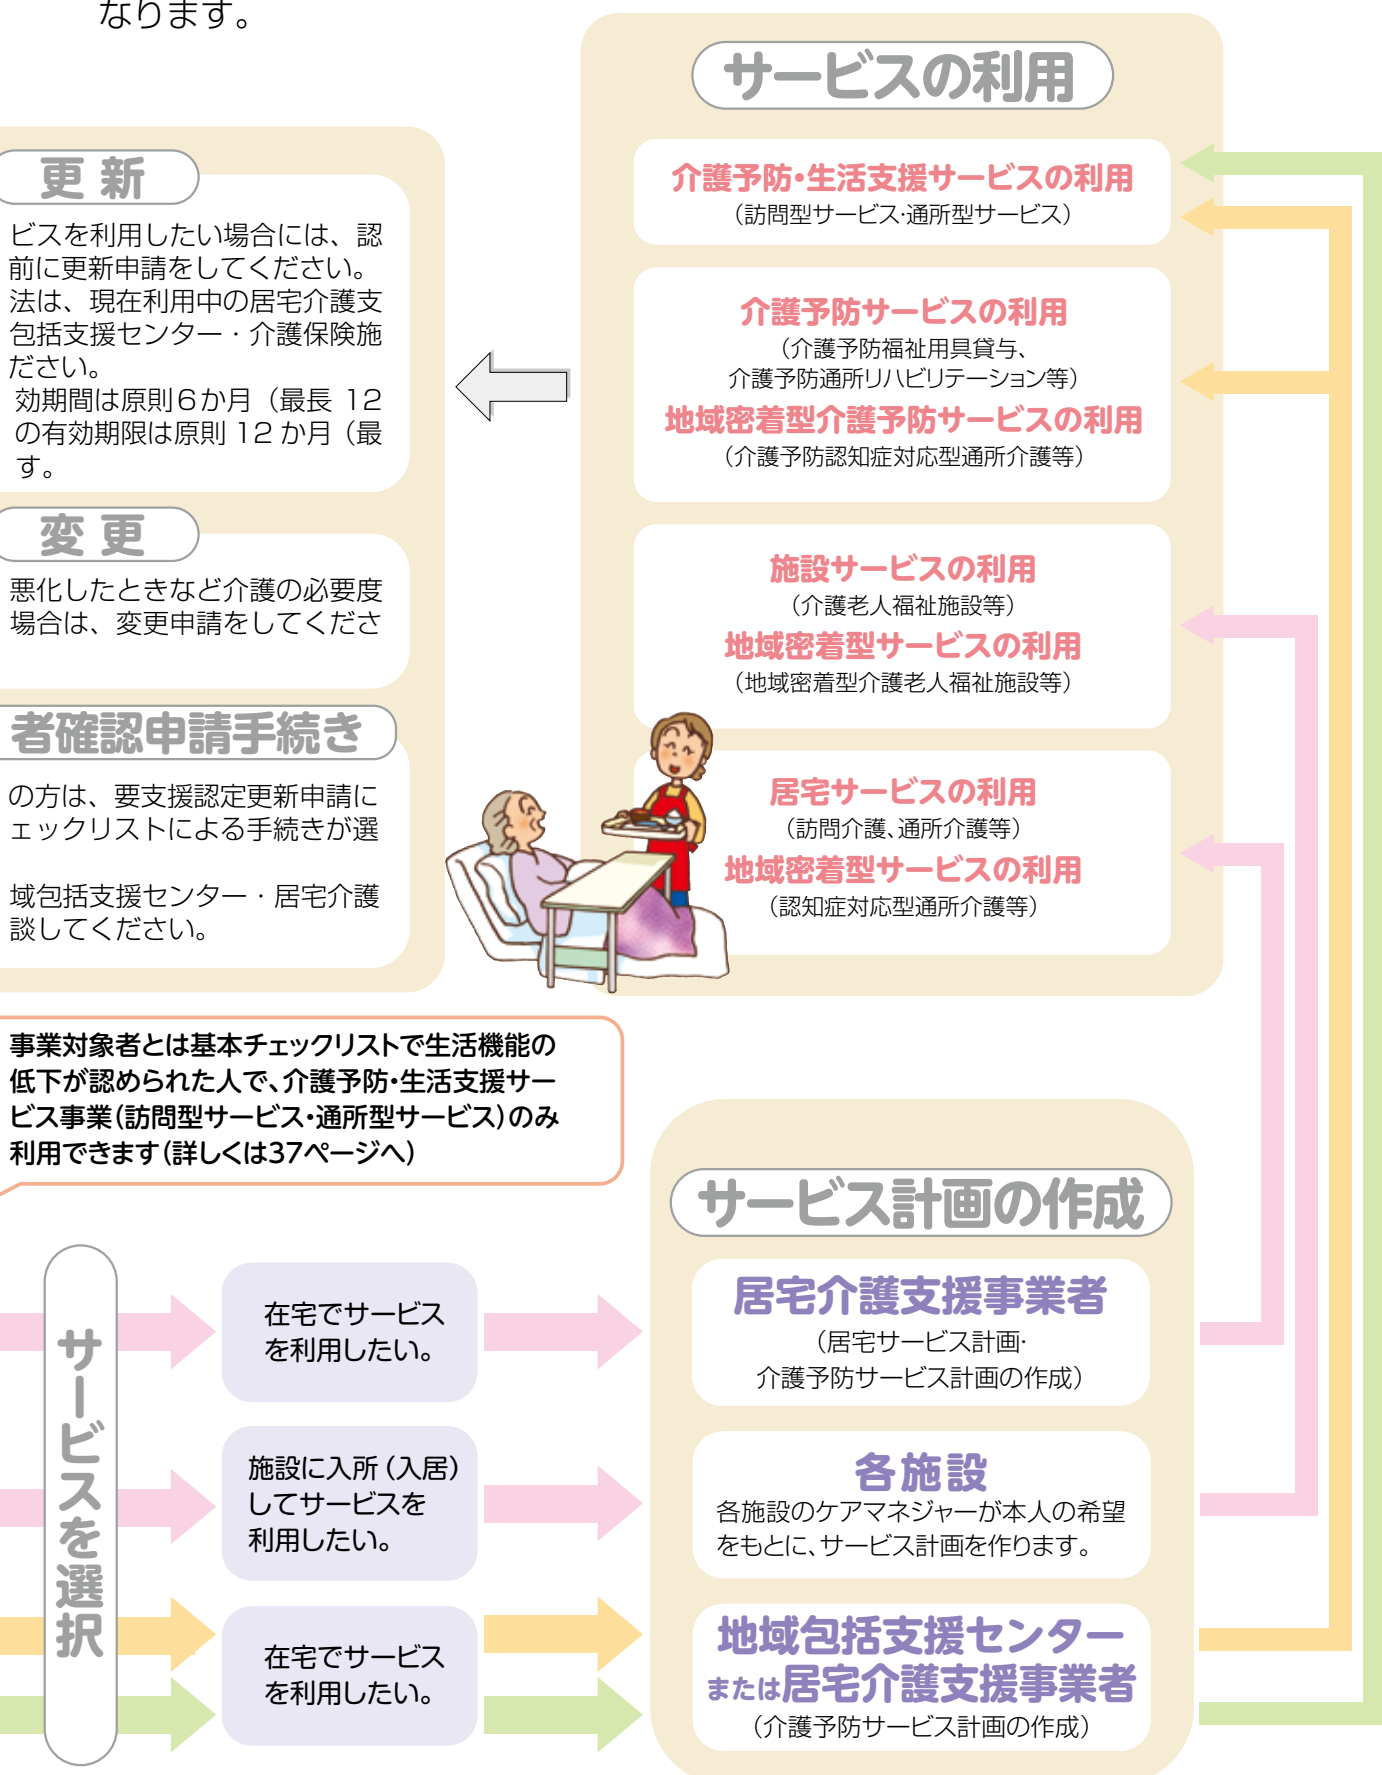 なります。
サービスの利用
介護予防・生活支援サービスの利用
（訪問型サービス・通所型サービス）
介護予防サービスの利用
（介護予防福祉用具貸与、
介護予防通所リハビリテーション等）
地域密着型介護予防サービスの利用
（介護予防認知症対応型通所介護等）
施設サービスの利用
（介護老人福祉施設等）
地域密着型サービスの利用
（地域密着型介護老人福祉施設等）
居宅サービスの利用
（訪問介護、通所介護等）
地域密着型サービスの利用
（認知症対応型通所介護等）
更 新
ビスを利用したい場合には、認
前に更新申請をしてください。
法は、現在利用中の居宅介護支
包括支援センター・介護保険施
ださい。
効期間は原則６か月（最長 12
の有効期限は原則 12 か月（最
す。
変 更
悪化したときなど介護の必要度
場合は、変更申請をしてくださ
者確認申請手続き
の方は、要支援認定更新申請に
ェックリストによる手続きが選
域包括支援センター・居宅介護
談してください。
事業対象者とは基本チェックリストで生活機能の
低下が認められた人で、介護予防・生活支援サー
ビス事業（訪問型サービス・通所型サービス）のみ
利用できます（詳しくは37ページへ）
サービスを選択
在宅でサービス
を利用したい。
施設に入所（入居）
してサービスを
利用したい。
在宅でサービス
を利用したい。
サービス計画の作成
居宅介護支援事業者
（居宅サービス計画・
介護予防サービス計画の作成）
各施設
各施設のケアマネジャーが本人の希望
をもとに、サービス計画を作ります。
地域包括支援センター
または居宅介護支援事業者
（介護予防サービス計画の作成）